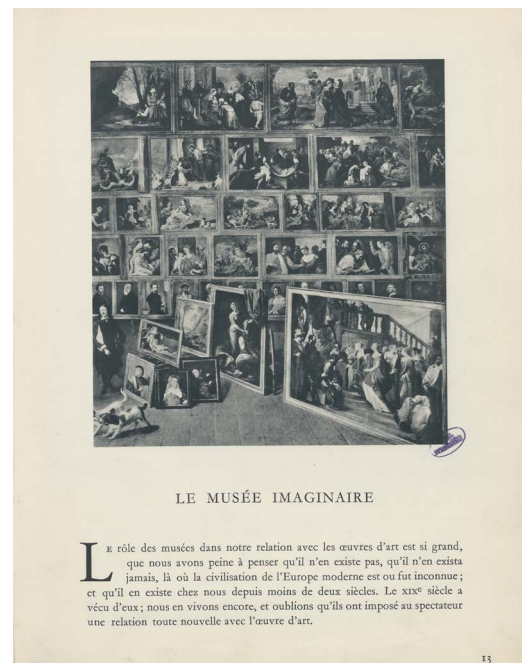 LE MUSÉE IMAGINAIRE
LE rôle des musées dans notre relation avec les œuvres d'art est si grand,
que nous avons peine à penser qu'il n'en existe pas, qu'il n'en exista
jamais, là où la civilisation de l'Europe moderne est ou fut inconnue ;
et qu'il en existe chez nous depuis moins de deux siècles. Le XIXe siècle a
vécu d'eux ; nous en vivons encore, et oublions qu'ils ont imposé au spectateur
une relation toute nouvelle avec l'œuvre d'art.
13